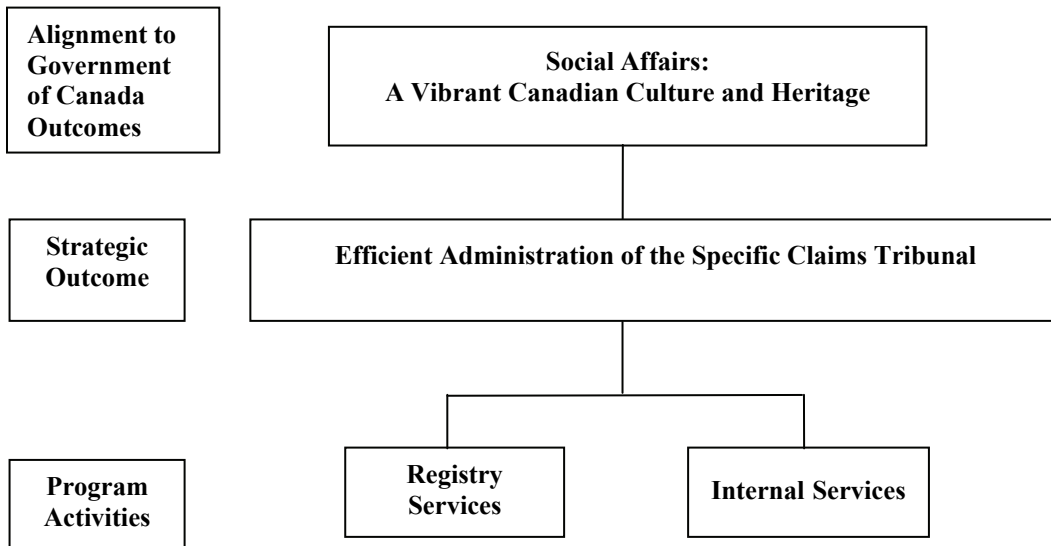 Alignment to
Government
of Canada
Outcomes
Social Affairs:
A Vibrant Canadian Culture and Heritage
Strategic
Outcome
Efficient Administration of the Specific Claims Tribunal
Program
Activities
Registry
Services
Internal Services